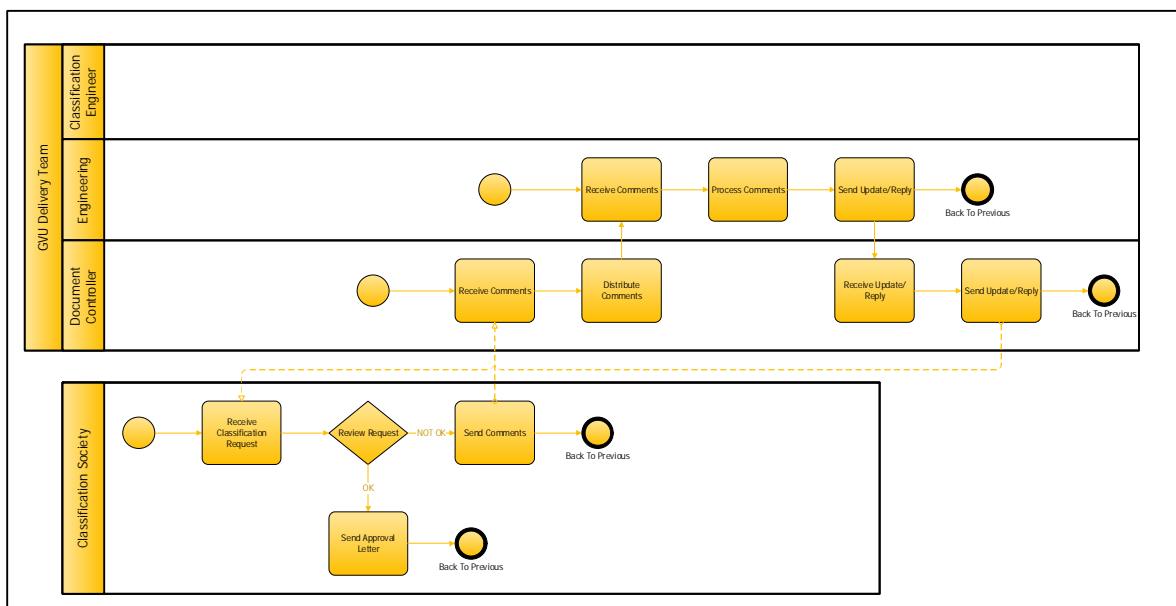 GVU Delivery Team
Classification
Engineer
Engineering
Receive Comments
Process Comments
Send Update/Reply
Back To Previous
Document
Controller
Receive Comments
Distribute
Comments
Receive Update/
Reply
Send Update/Reply
Back To Previous
Classification Society
Receive
Classification
Request
Review Request
NOT OK
Send Comments
Back To Previous
OK
Send Approval
Letter
Back To Previous